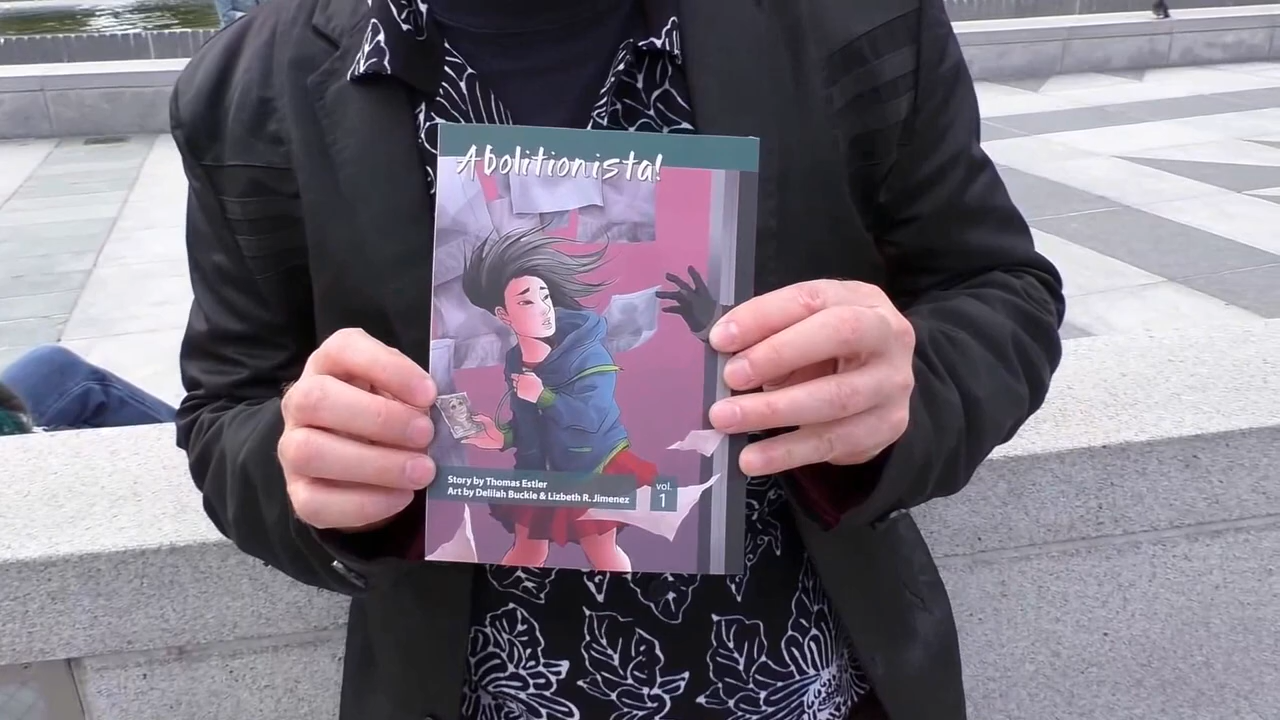 Abolitionista!
Story by Thomas Estler
Art by Delilah Buckle & Lizbeth R. Jimenez
vol.
1